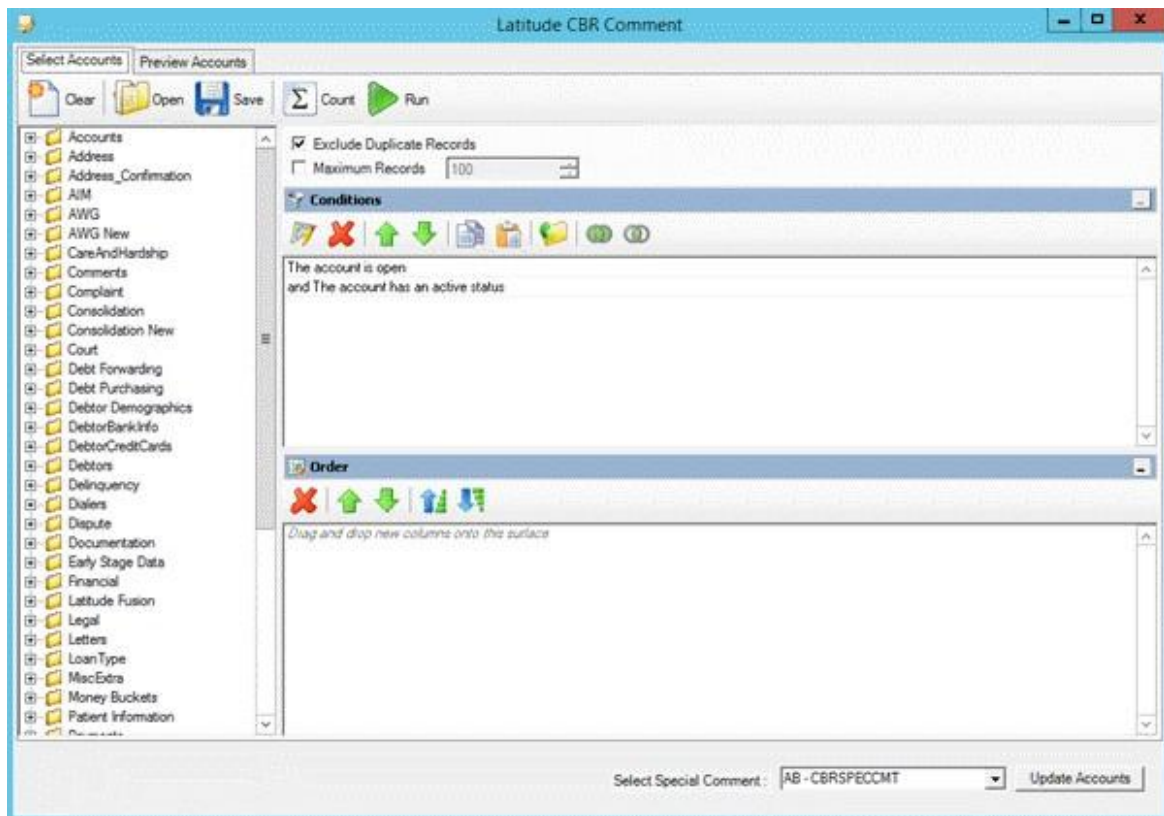 Latitude CBR Comment
Select Accounts
Preview Accounts
Clear
Open
Save
Count
Run
Accounts
Address
Address_Confirmation
AIM
AWG
AWG New
CareAndHardship
Comments
Complaint
Consolidation
Consolidation New
Court
Debt Forwarding
Debt Purchasing
Debtor Demographics
DebtorBankInfo
DebtorCreditCards
Debtors
Delinquency
Dialers
Dispute
Documentation
Early Stage Data
Financial
Latitude Fusion
Legal
Letters
LoanType
MiscExtra
Money Buckets
Patient Information
Exclude Duplicate Records
Maximum Records 100
Conditions
The account is open
and The account has an active status
Order
Drag and drop new columns onto this surface
Select Special Comment : AB - CBRSPECCMT Update Accounts